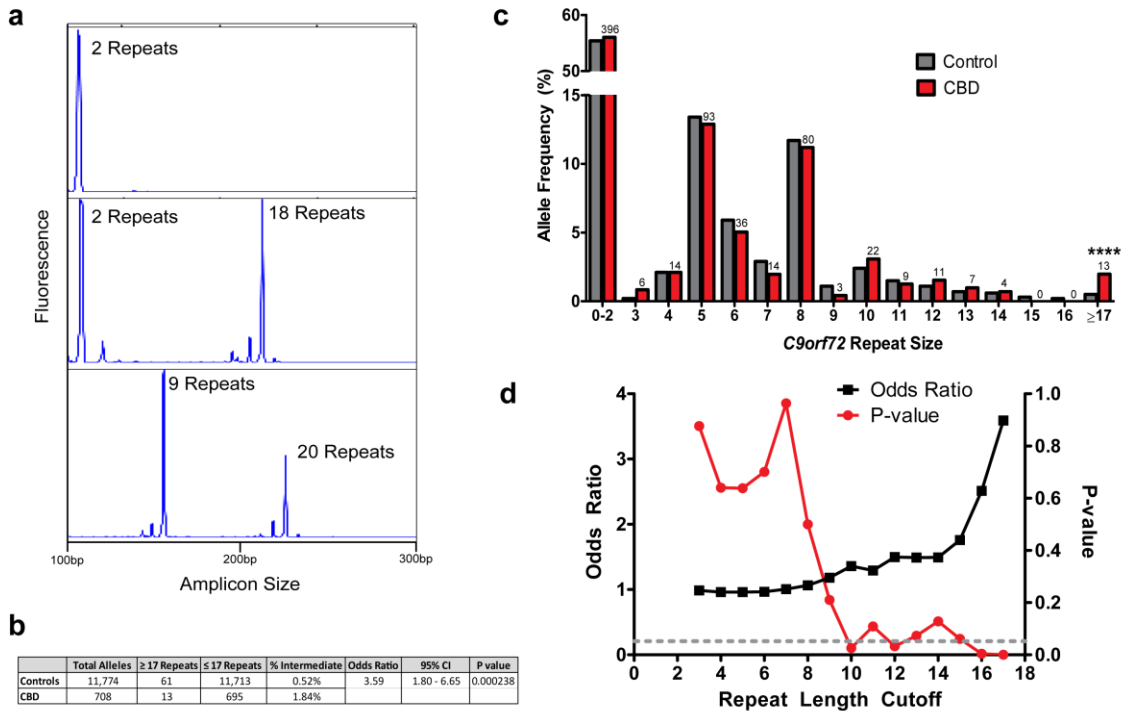 a
2 Repeats
2 Repeats
18 Repeats
9 Repeats
20 Repeats
Fluorescence
100bp
200bp
300bp
Amplicon Size
b
Total Alleles ≥ 17 Repeats ≤ 17 Repeats % Intermediate Odds Ratio 95% CI P value
Controls 11,774 61 11,713 0.52% 3.59 1.80 - 6.65 0.000238
CBD 708 13 695 1.84%
c
Allele Frequency (%)
60
50
15
10
5
0
Control
CBD
396
6
14
93
36
14
80
3
22
9
11
7
4
0
0
****
13
0-2 3 4 5 6 7 8 9 10 11 12 13 14 15 16 ≥17
C9orf72 Repeat Size
d
Odds Ratio
P-value
Odds Ratio
4
3
2
1
0
P-value
1.0
0.8
0.6
0.4
0.2
0.0
0 2 4 6 8 10 12 14 16 18
Repeat Length Cutoff